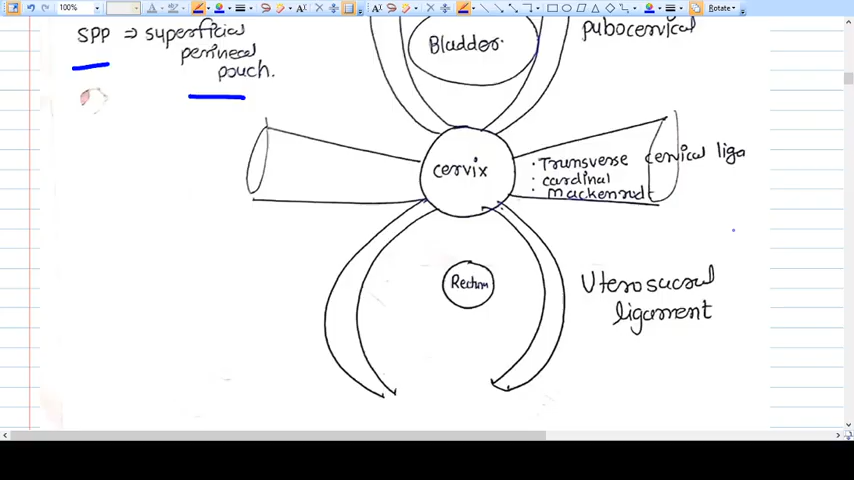 100%
Rotate
SPP ⇒ superficial
perineal
pouch.
Bladder
pubocervical
cervix
· Transverse cervical liga
: cardinal
mackenrodt
Rectum
Uterosacral
ligament